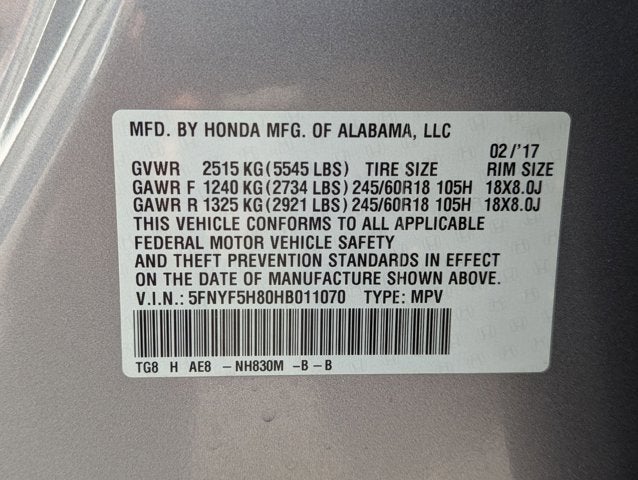 MFD. BY HONDA MFG. OF ALABAMA, LLC
02/'17
GVWR 2515 KG(5545 LBS) TIRE SIZE RIM SIZE
GAWR F 1240 KG(2734 LBS) 245/60R18 105H 18X8.0J
GAWR R 1325 KG(2921 LBS) 245/60R18 105H 18X8.0J
THIS VEHICLE CONFORMS TO ALL APPLICABLE
FEDERAL MOTOR VEHICLE SAFETY
AND THEFT PREVENTION STANDARDS IN EFFECT
ON THE DATE OF MANUFACTURE SHOWN ABOVE.
V.I.N.: 5FNYF5H80HB011070 TYPE: MPV
TG8 H AE8 - NH830M -B - B